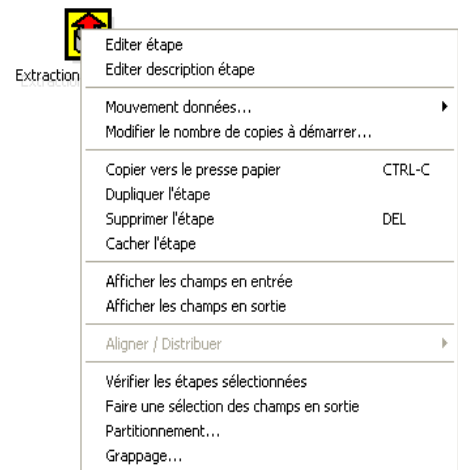 Extraction
Editer étape
Editer description étape
Mouvement données...
Modifier le nombre de copies à démarrer...
Copier vers le presse papier CTRL-C
Dupliquer l'étape
Supprimer l'étape DEL
Cacher l'étape
Afficher les champs en entrée
Afficher les champs en sortie
Aligner / Distribuer
Vérifier les étapes sélectionnées
Faire une sélection des champs en sortie
Partitionnement...
Grappage...